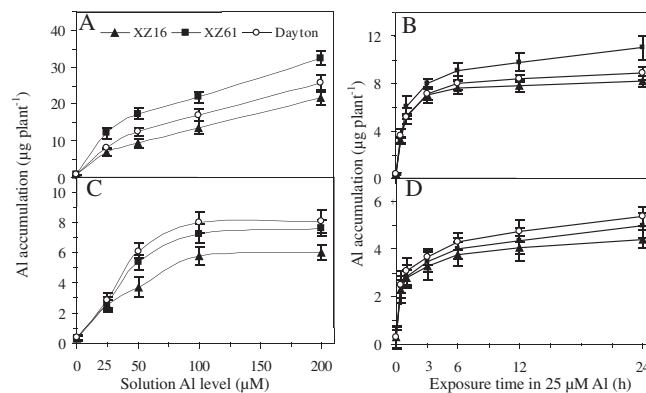 A
XZ16 XZ61 Dayton
40
30
20
10
0
B
12
8
4
0
Al accumulation (µg plant⁻¹)
Al accumulation (µg plant⁻¹)
C
10
8
6
4
2
0
0 25 50 100 150 200
Solution Al level (µM)
D
6
4
2
0
0 3 6 12 24
Exposure time in 25 µM Al (h)